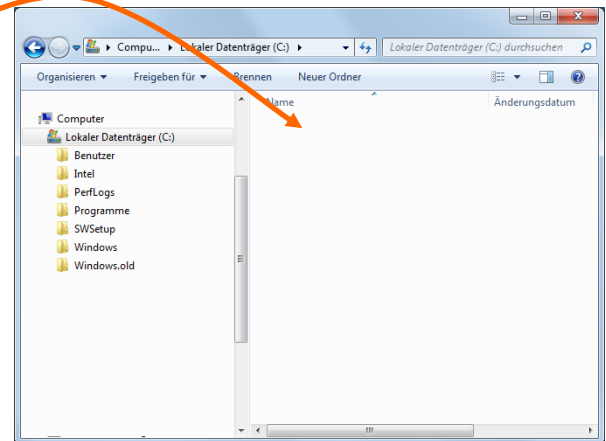 Compu... Lokaler Datenträger (C:) Lokaler Datenträger (C:) durchsuchen
Organisieren Freigeben für Brennen Neuer Ordner
Name Änderungsdatum
Computer
Lokaler Datenträger (C:)
Benutzer
Intel
PerfLogs
Programme
SWSetup
Windows
Windows.old